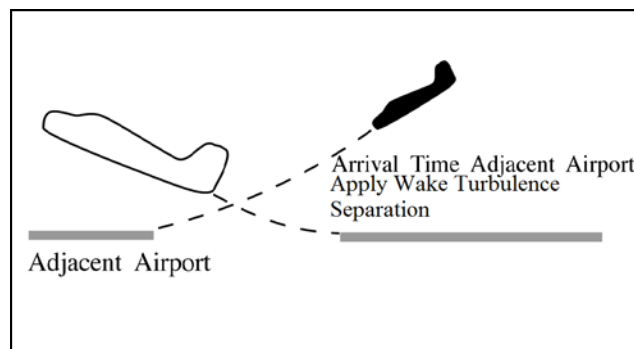 Arrival Time Adjacent Airport
Apply Wake Turbulence
Separation
Adjacent Airport